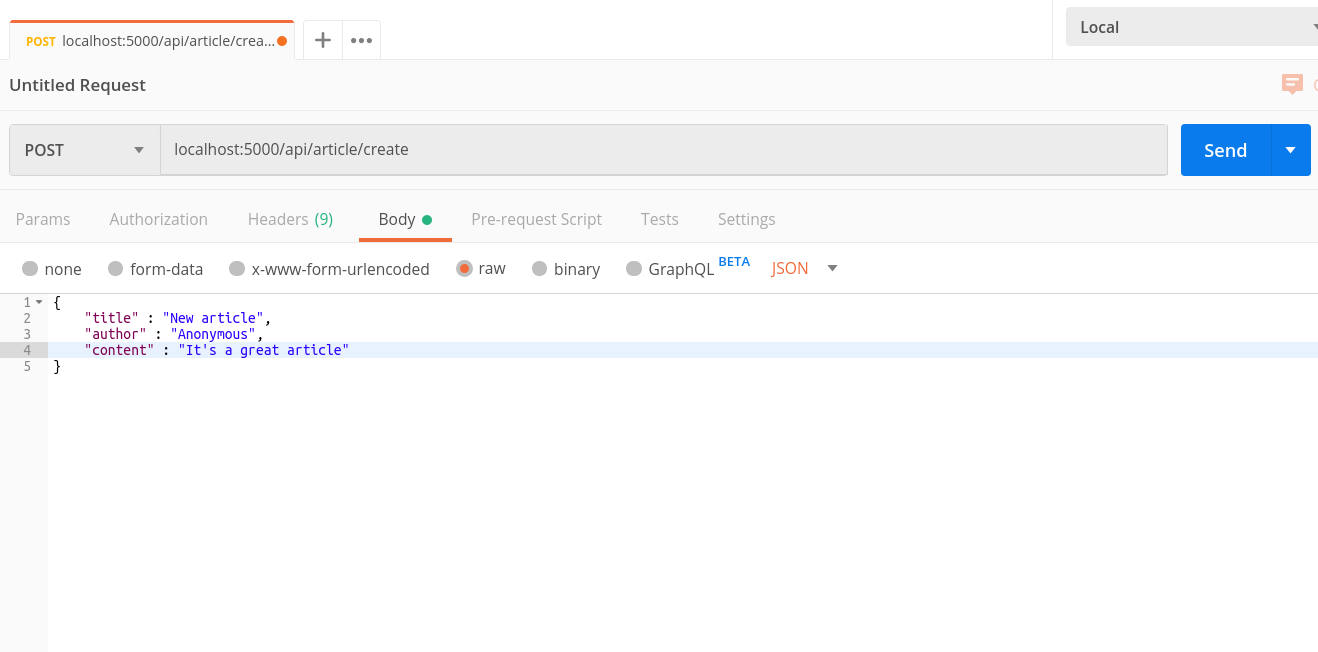 POST localhost:5000/api/article/crea... + ••• Local
Untitled Request
POST localhost:5000/api/article/create Send
Params Authorization Headers (9) Body Pre-request Script Tests Settings
none form-data x-www-form-urlencoded raw binary GraphQL BETA JSON
1 {
2 "title" : "New article",
3 "author" : "Anonymous",
4 "content" : "It's a great article"
5 }